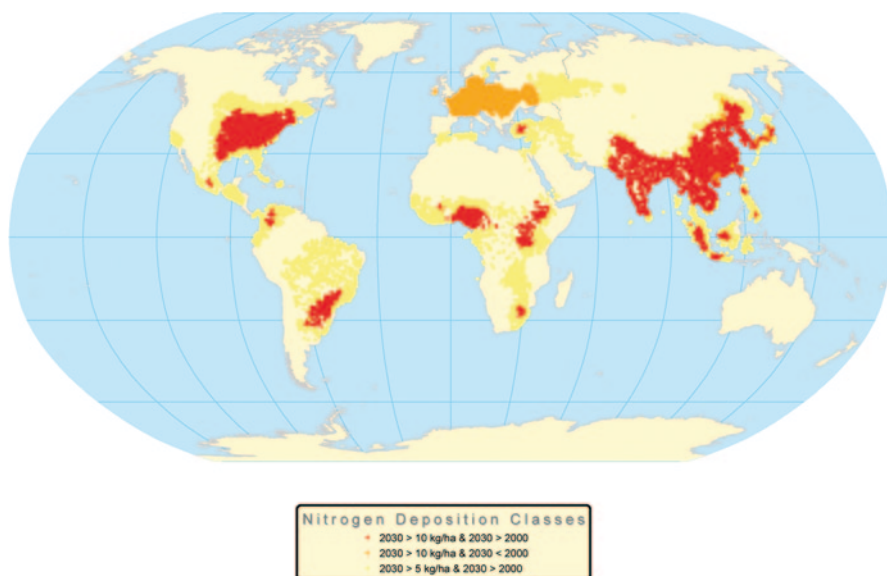 Nitrogen Deposition Classes
2030 > 10 kg/ha & 2030 > 2000
2030 > 10 kg/ha & 2030 < 2000
2030 > 5 kg/ha & 2030 > 2000